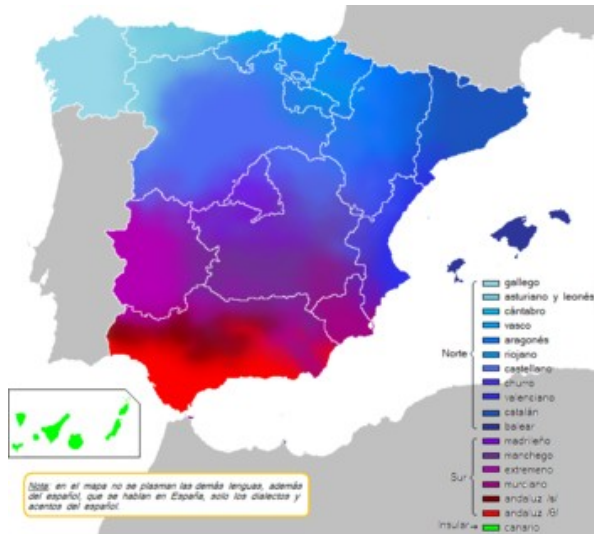 gallego
asturiano y leonés
cántabro
vasco
aragonés
riojano
castellano
churro
valenciano
catalán
balear
madrileño
manchego
extremeno
murciano
andaluz /s/
andaluz /θ/
canario
Norte
Sur
Insular
Nota: en el mapa no se plasman las demás lenguas, además
del español, que se hablan en España, solo los dialectos y
acentos del español.